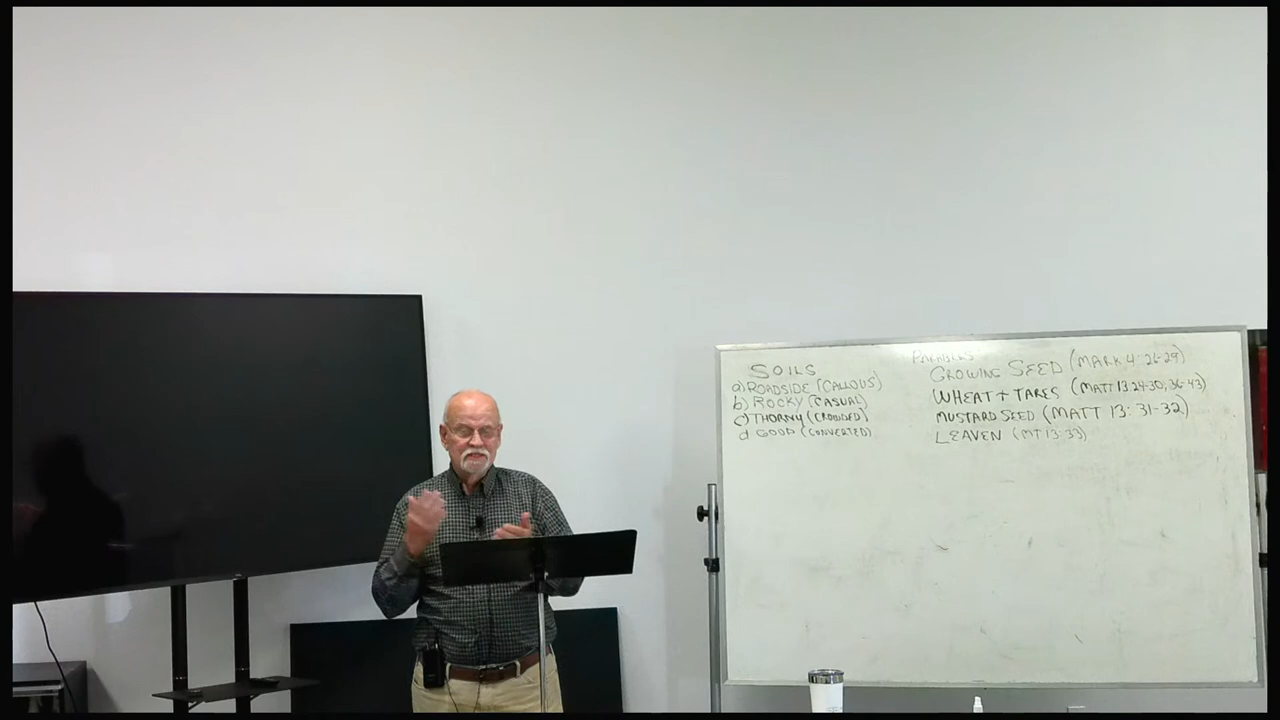 SOILS
a) ROADSIDE (CALLOUS)
b) ROCKY (CASUAL)
c) THORNY (CROWDED)
d GOOD (CONVERTED)
PARABLES
GROWING SEED (MARK 4:26-29)
WHEAT + TARES (MATT 13:24-30, 36-43)
MUSTARD SEED (MATT 13:31-32)
LEAVEN (MT 13:33)